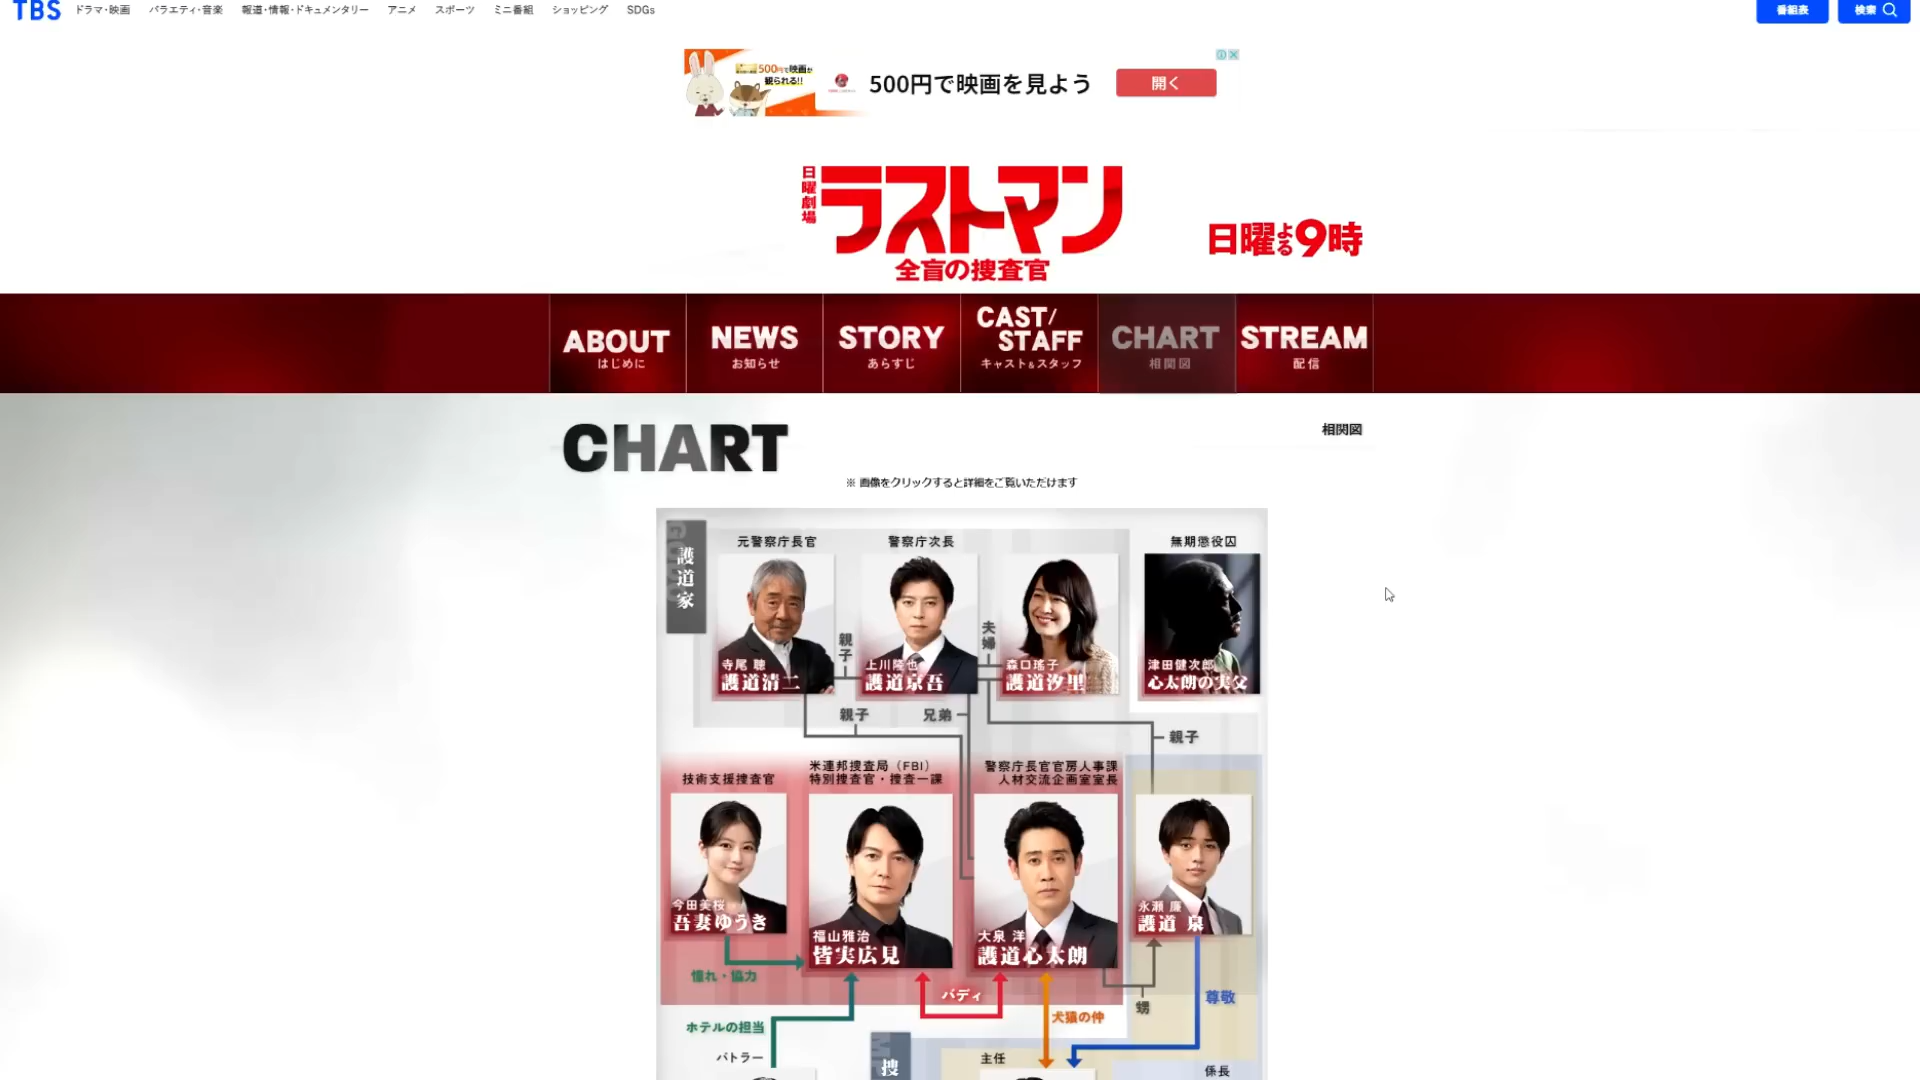 TBS ドラマ・映画 バラエティ・音楽 報道・情報・ドキュメンタリー アニメ スポーツ ミニ番組 ショッピング SDGs 番組表 検索
500円で映画が
観られる!!
500円で映画を見よう 開く
日曜劇場
ラストマン
全盲の捜査官
日曜よる9時
ABOUT NEWS STORY CAST/STAFF CHART STREAM
はじめに お知らせ あらすじ キャスト&スタッフ 相関図 配信
CHART
相関図
※ 画像をクリックすると詳細をご覧いただけます
護道家
元警察庁長官 警察庁次長 無期懲役囚
親子 夫婦
寺尾 聰 上川隆也 森口瑤子 津田健次郎
護道清二 護道京吾 護道汐里 心太朗の実父
親子 兄弟 親子
技術支援捜査官
米連邦捜査局(FBI)
特別捜査官・捜査一課
警察庁長官官房人事課
人材交流企画室室長
今田美桜
吾妻ゆうき
福山雅治
皆実広見
大泉 洋
護道心太朗
永瀬 廉
護道 泉
憧れ・協力
バディ
甥
尊敬
犬猿の仲
ホテルの担当
バトラー
捜
主任
係長